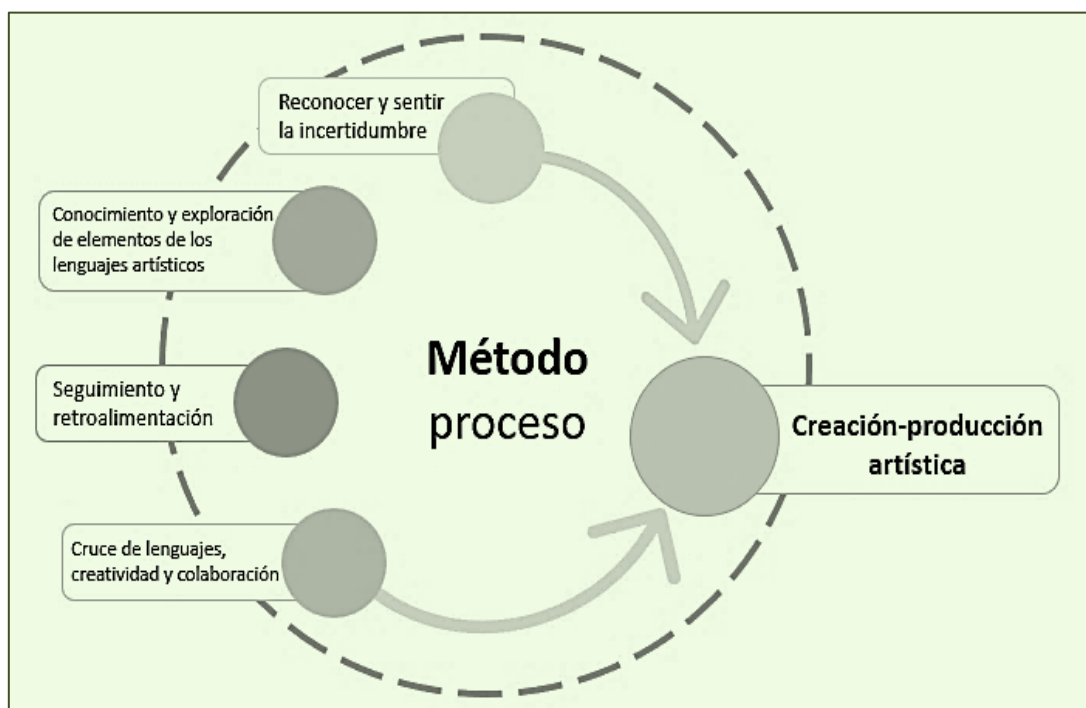 Reconocer y sentir
la incertidumbre
Conocimiento y exploración
de elementos de los
lenguajes artísticos
Seguimiento y
retroalimentación
Cruce de lenguajes,
creatividad y colaboración
Método
proceso
Creación-producción
artística